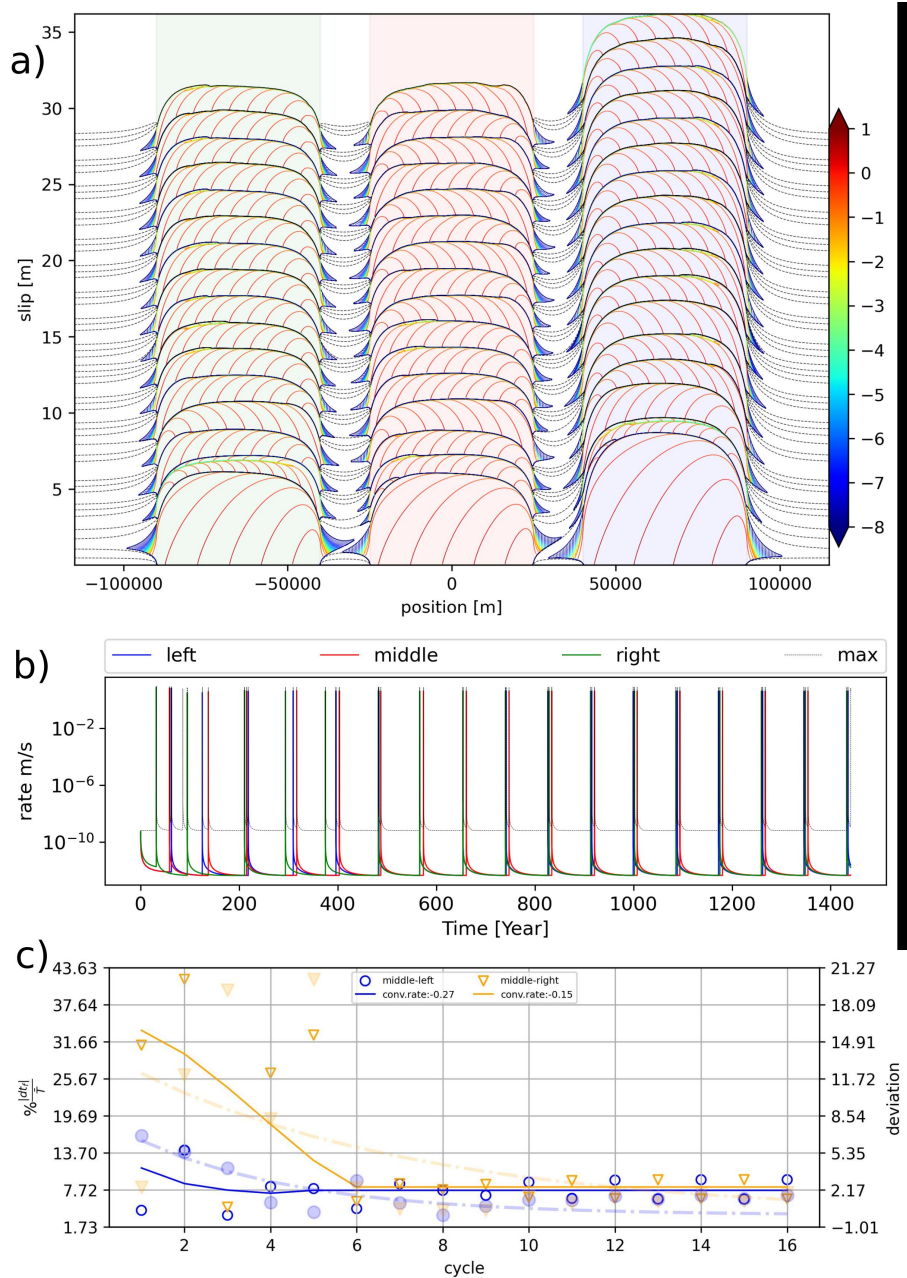 a)
35
30
25
20
15
10
5
slip [m]
−100000 −50000 0 50000 100000
position [m]
1
0
−1
−2
−3
−4
−5
−6
−7
−8
b)
left middle right max
10−2
10−6
10−10
rate m/s
0 200 400 600 800 1000 1200 1400
Time [Year]
c)
middle-left middle-right
conv.rate:-0.27 conv.rate:-0.15
43.63 21.27
37.64 18.09
31.66 14.91
25.67 11.72
19.69 8.54
13.70 5.35
7.72 2.17
1.73 −1.01
deviation
2 4 6 8 10 12 14 16
cycle